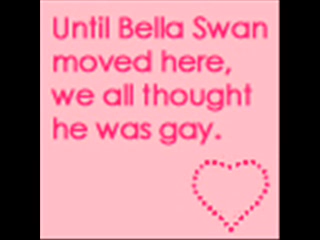 Until Bella Swan
moved here,
we all thought
he was gay.